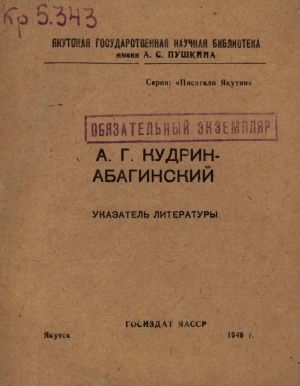 Кр 5.343
ЯКУТСКАЯ ГОСУДАРСТВЕННАЯ НАУЧНАЯ БИБЛИОТЕКА
имени А. С. ПУШКИНА
Серия: «Писатели Якутии»
ОБЯЗАТЕЛЬНЫЙ ЭКЗЕМПЛЯР
А. Г. КУДРИН-
АБАГИНСКИЙ
УКАЗАТЕЛЬ ЛИТЕРАТУРЫ
ГОСИЗДАТ ЯАССР
Якутск г.